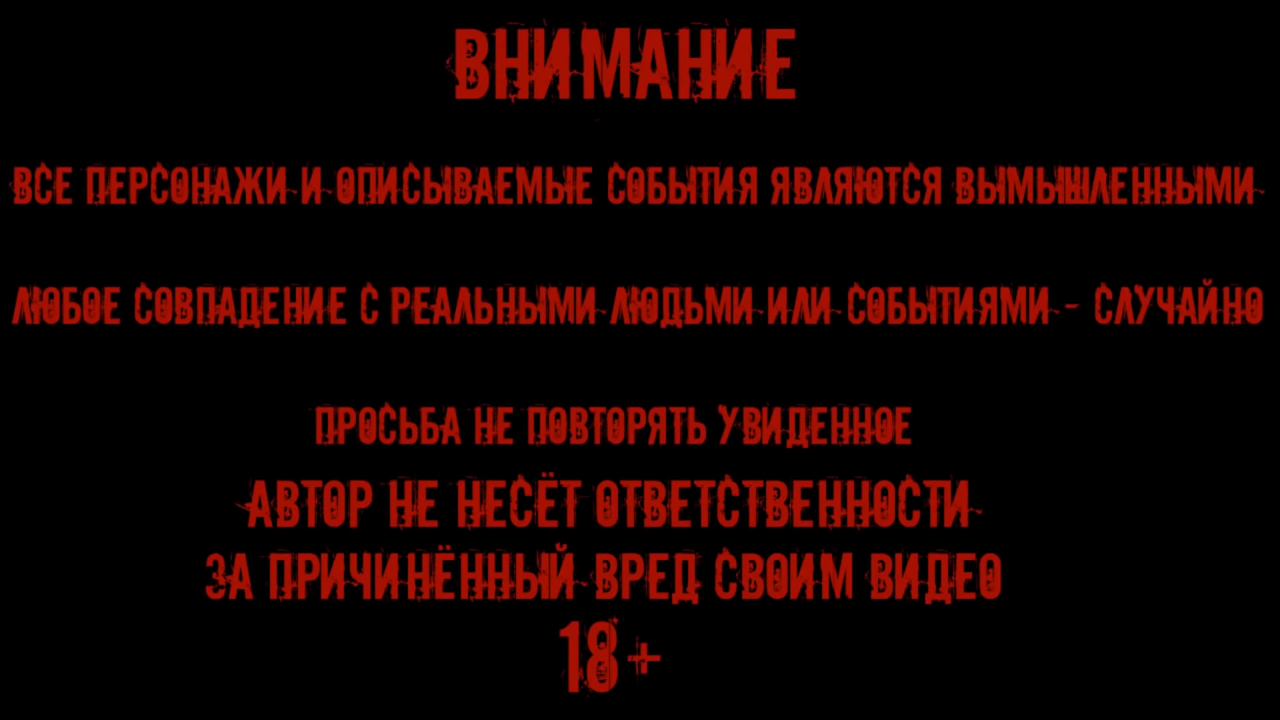 ВНИМАНИЕ
ВСЕ ПЕРСОНАЖИ И ОПИСЫВАЕМЫЕ СОБЫТИЯ ЯВЛЯЮТСЯ ВЫМЫШЛЕННЫМИ
ЛЮБОЕ СОВПАДЕНИЕ С РЕАЛЬНЫМИ ЛЮДЬМИ ИЛИ СОБЫТИЯМИ - СЛУЧАЙНО
ПРОСЬБА НЕ ПОВТОРЯТЬ УВИДЕННОЕ
АВТОР НЕ НЕСЁТ ОТВЕТСТВЕННОСТИ
ЗА ПРИЧИНЁННЫЙ ВРЕД СВОИМ ВИДЕО
18+